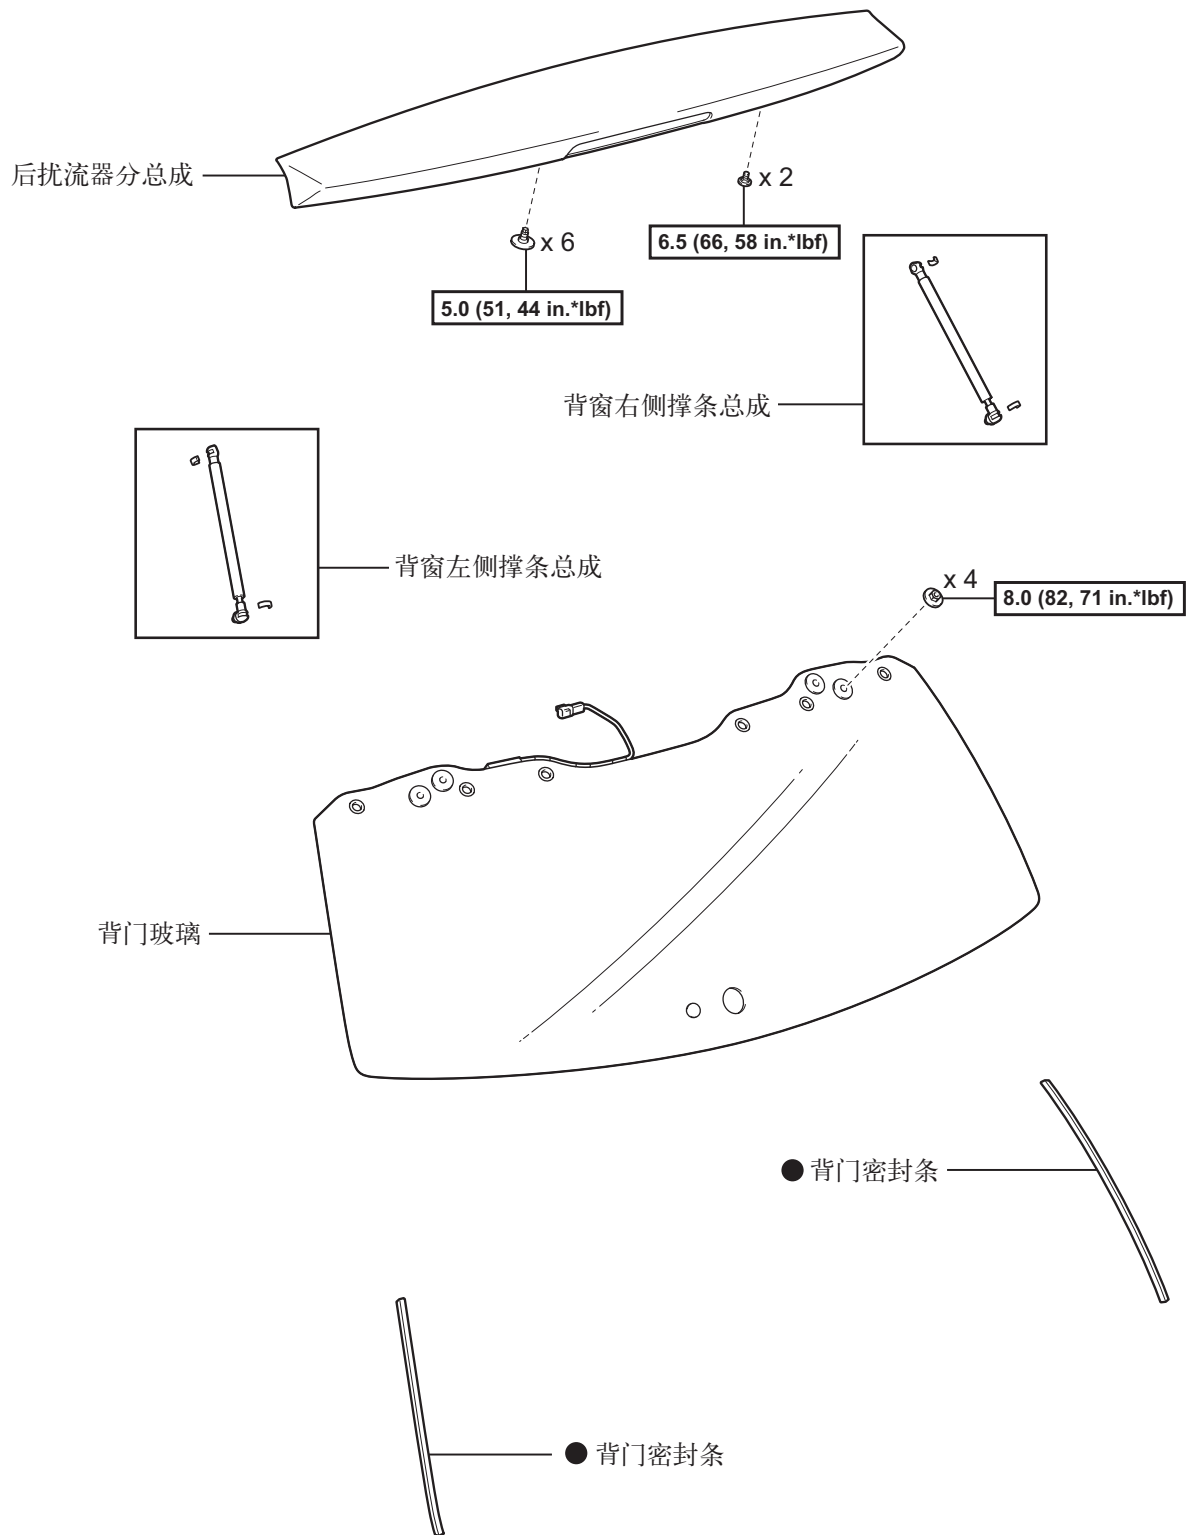 后扰流器分总成
x 2
x 6
6.5 (66, 58 in.*lbf)
5.0 (51, 44 in.*lbf)
背窗右侧撑条总成
背窗左侧撑条总成
x 4
8.0 (82, 71 in.*lbf)
背门玻璃
● 背门密封条
● 背门密封条